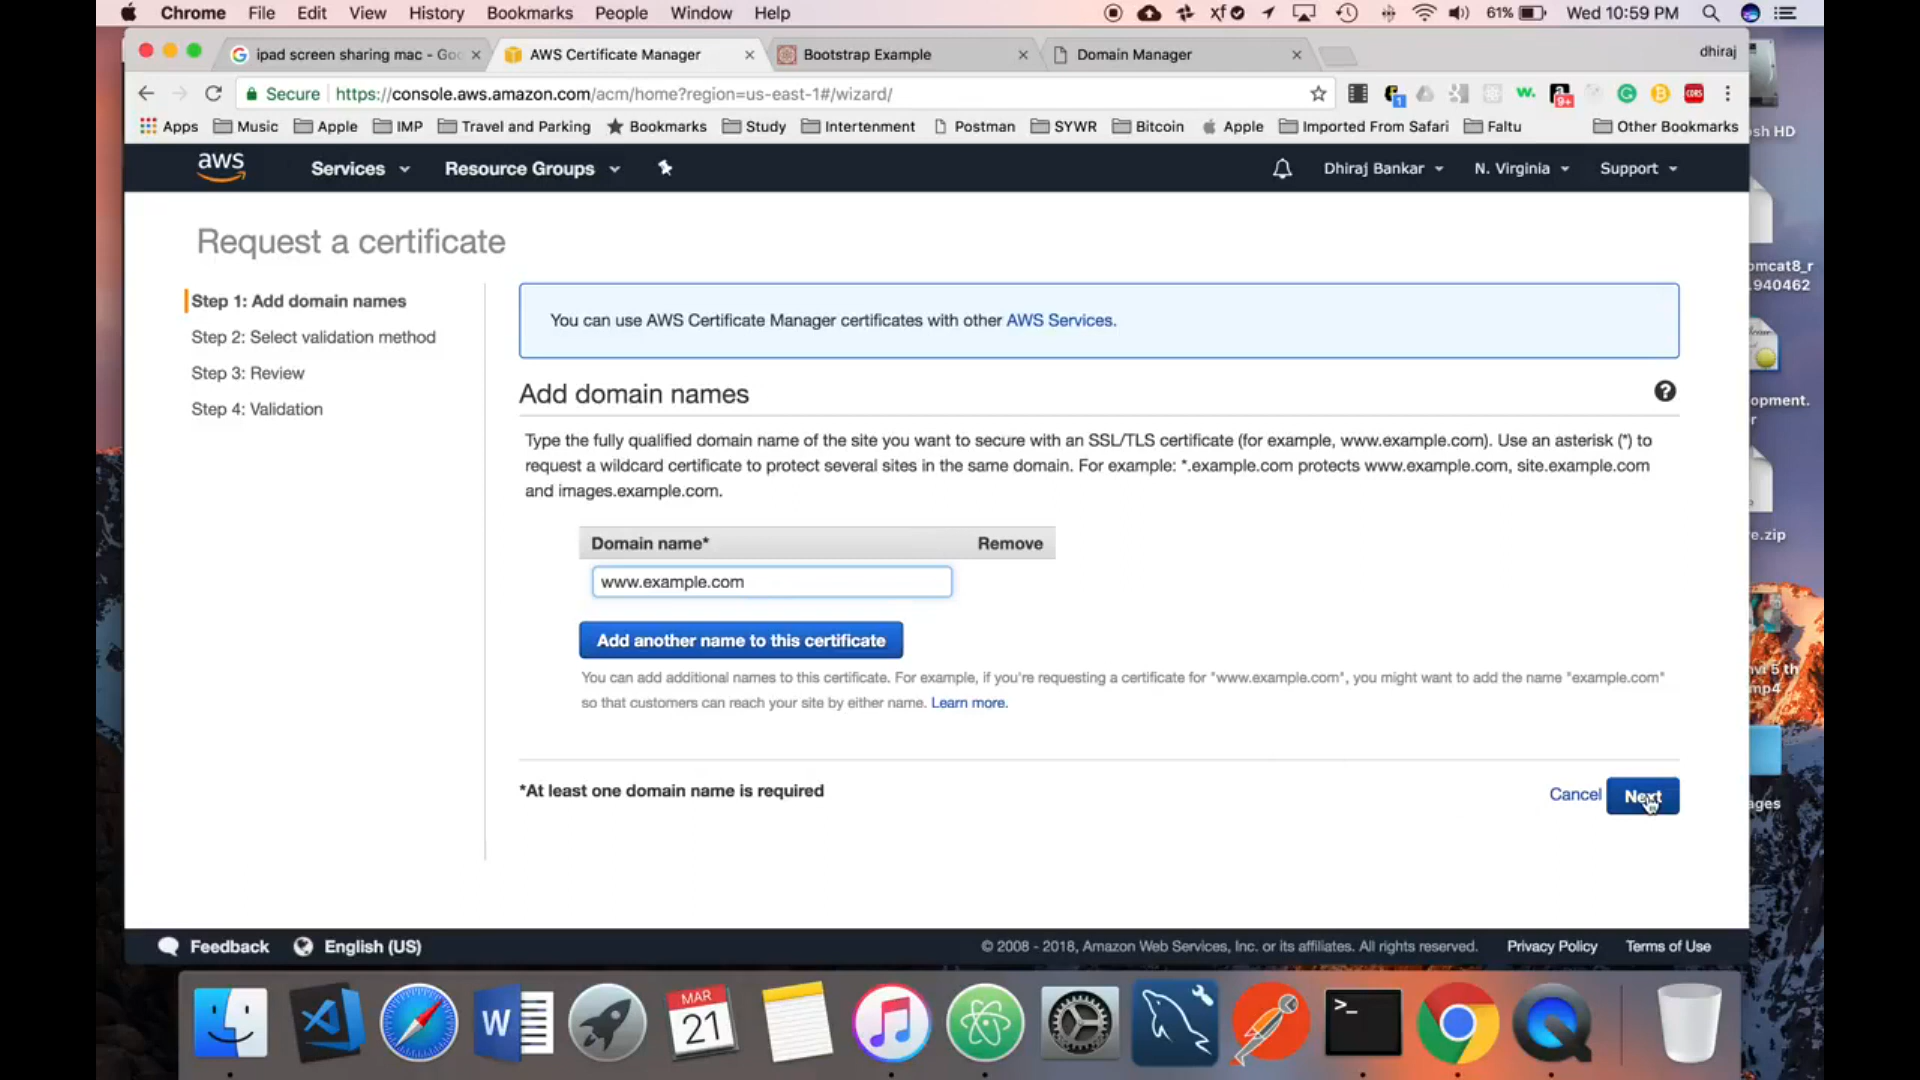 Chrome File Edit View History Bookmarks People Window Help 61% Wed 10:59 PM
ipad screen sharing mac - Goo
AWS Certificate Manager
Bootstrap Example
Domain Manager
dhiraj
Secure https://console.aws.amazon.com/acm/home?region=us-east-1#/wizard/
Apps Music Apple IMP Travel and Parking Bookmarks Study Intertenment Postman SYWR Bitcoin Apple Imported From Safari Faltu Other Bookmarks
sh HD
aws Services Resource Groups Dhiraj Bankar N. Virginia Support
Request a certificate
Step 1: Add domain names
Step 2: Select validation method
Step 3: Review
Step 4: Validation
You can use AWS Certificate Manager certificates with other AWS Services.
Add domain names
Type the fully qualified domain name of the site you want to secure with an SSL/TLS certificate (for example, www.example.com). Use an asterisk (*) to
request a wildcard certificate to protect several sites in the same domain. For example: *.example.com protects www.example.com, site.example.com
and images.example.com.
Domain name* Remove
www.example.com
Add another name to this certificate
You can add additional names to this certificate. For example, if you're requesting a certificate for "www.example.com", you might want to add the name "example.com"
so that customers can reach your site by either name. Learn more.
*At least one domain name is required
Cancel Next
omcat8_r
.940462
opment.
r
e.zip
nvi 5 th
mp4
ages
Feedback English (US) © 2008 - 2018, Amazon Web Services, Inc. or its affiliates. All rights reserved. Privacy Policy Terms of Use
MAR
21